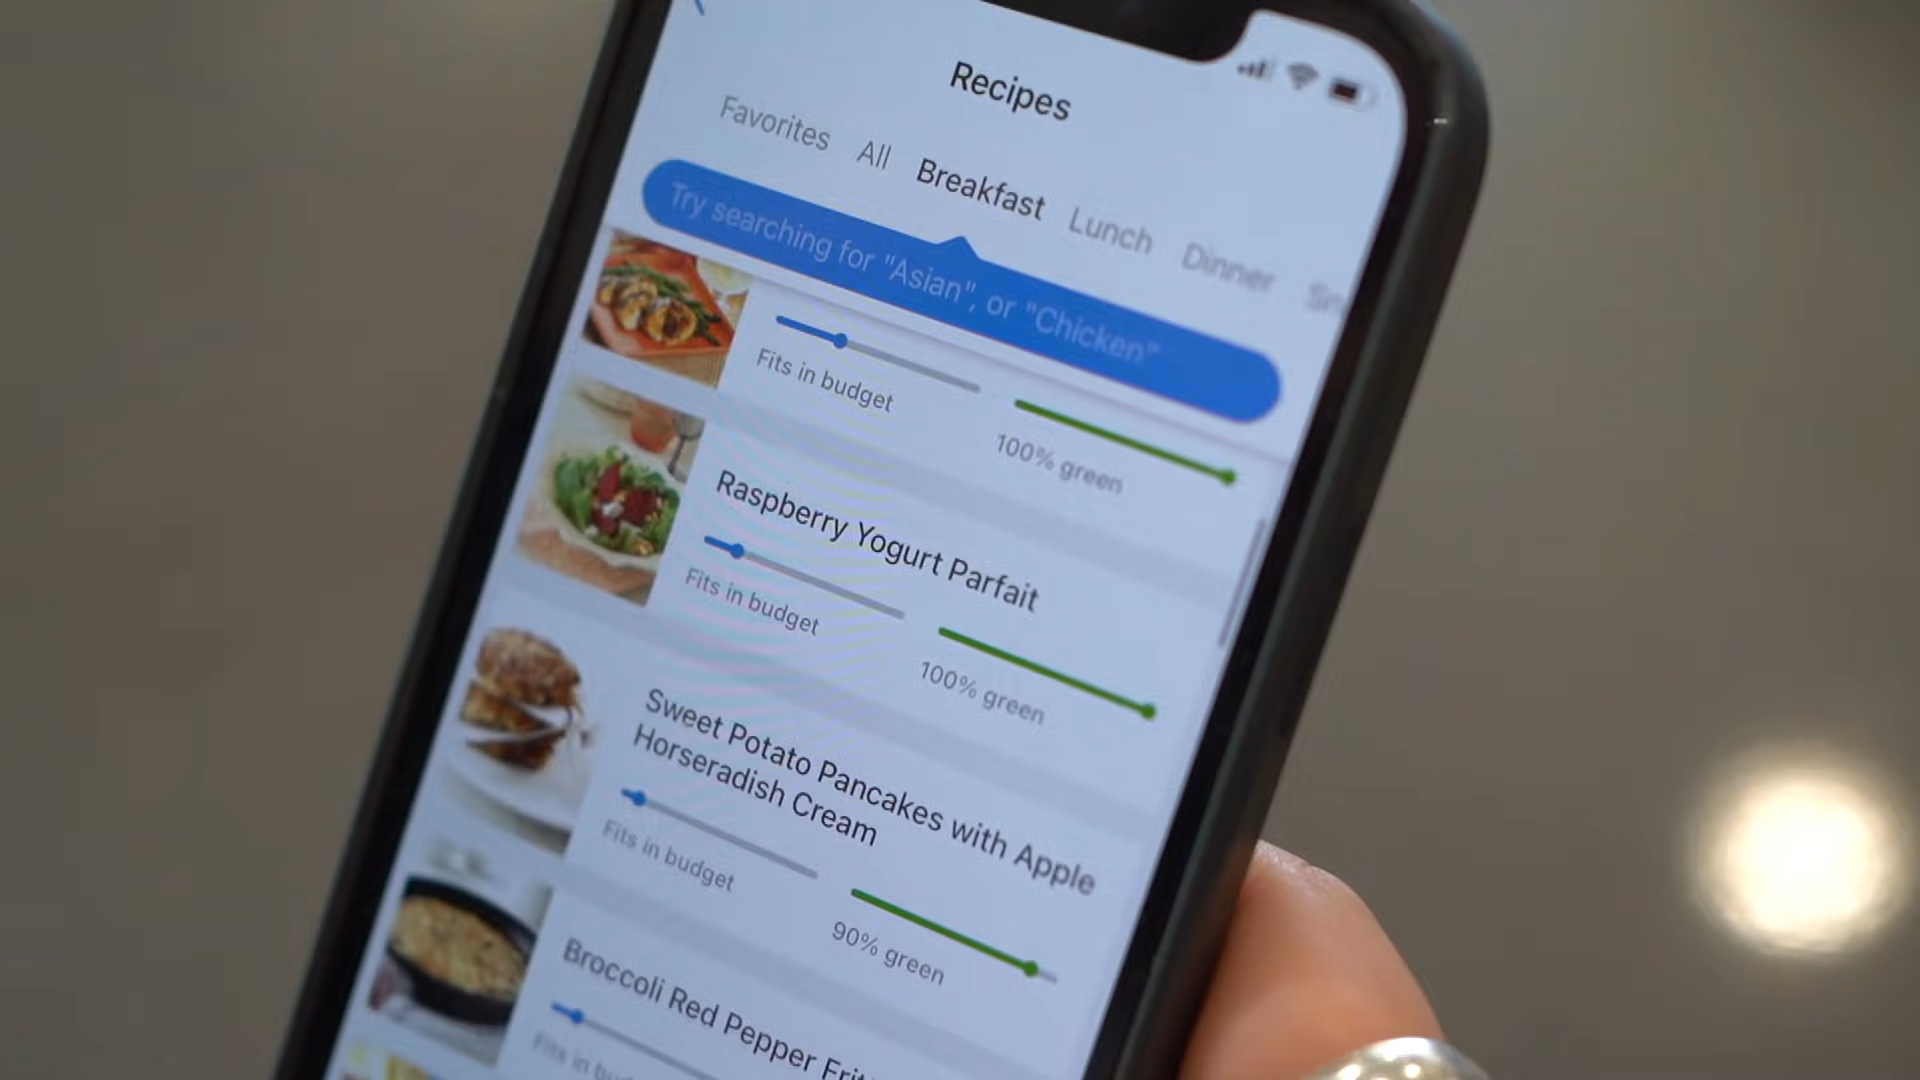 Recipes
Favorites All Breakfast Lunch Dinner
Try searching for "Asian", or "Chicken"
Fits in budget
100% green
Raspberry Yogurt Parfait
Fits in budget
100% green
Sweet Potato Pancakes with Apple
Horseradish Cream
Fits in budget
90% green
Broccoli Red Pepper
Fits in